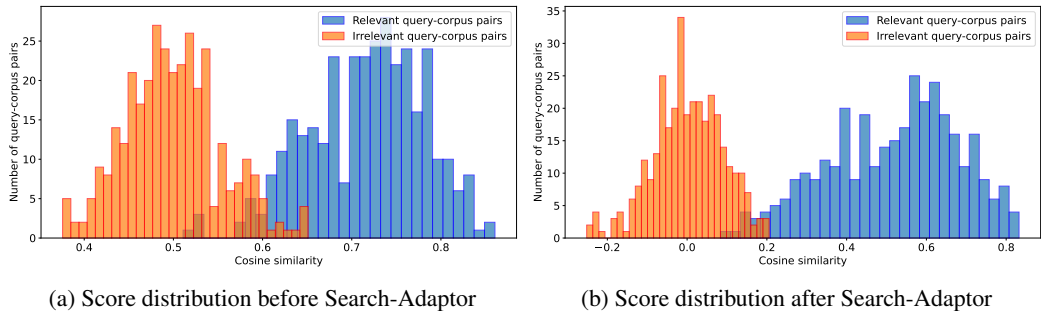 Relevant query-corpus pairs
Irrelevant query-corpus pairs
Number of query-corpus pairs
25
20
15
10
5
0
0.4 0.5 0.6 0.7 0.8
Cosine similarity
(a) Score distribution before Search-Adaptor
Relevant query-corpus pairs
Irrelevant query-corpus pairs
Number of query-corpus pairs
35
30
25
20
15
10
5
0
−0.2 0.0 0.2 0.4 0.6 0.8
Cosine similarity
(b) Score distribution after Search-Adaptor